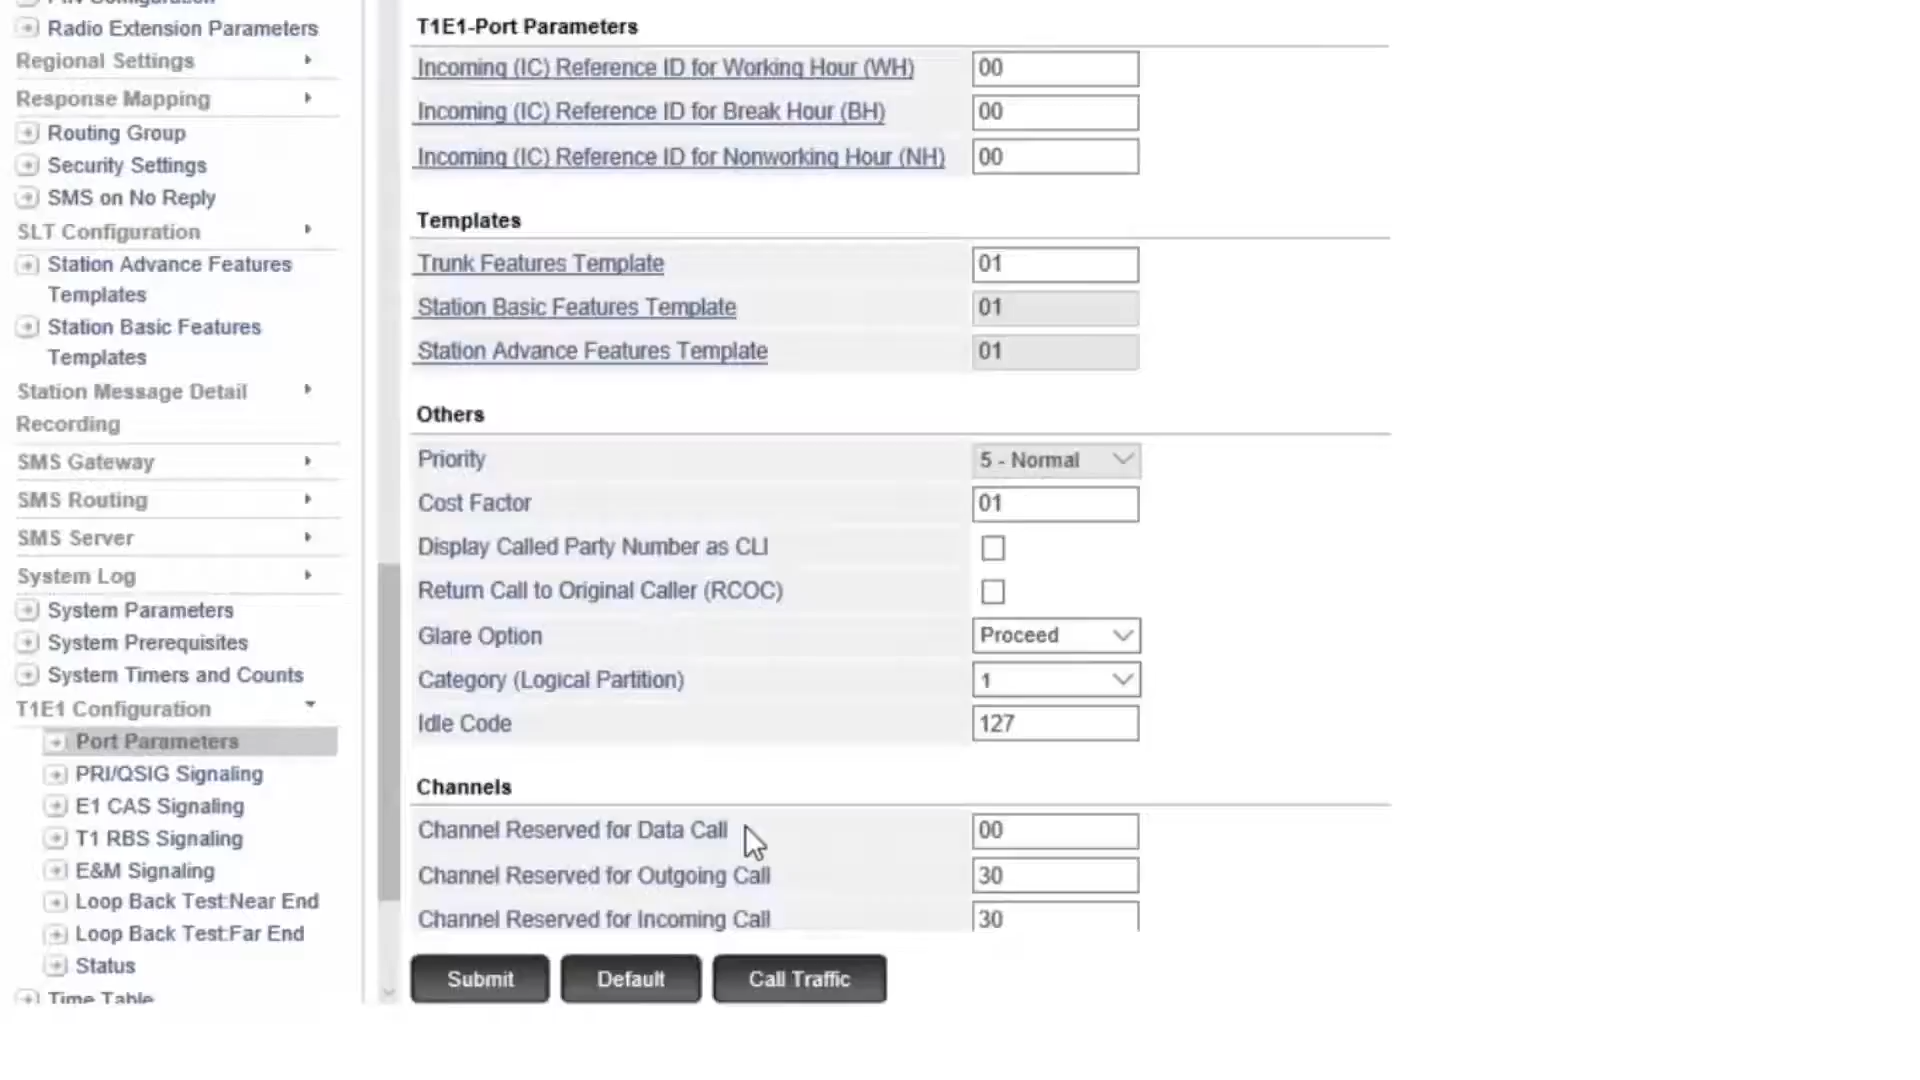 Radio Extension Parameters
Regional Settings
Response Mapping
Routing Group
Security Settings
SMS on No Reply
SLT Configuration
Station Advance Features
Templates
Station Basic Features
Templates
Station Message Detail
Recording
SMS Gateway
SMS Routing
SMS Server
System Log
System Parameters
System Prerequisites
System Timers and Counts
T1E1 Configuration
Port Parameters
PRI/QSIG Signaling
E1 CAS Signaling
T1 RBS Signaling
E&M Signaling
Loop Back Test:Near End
Loop Back Test:Far End
Status
Time Table
T1E1-Port Parameters
Incoming (IC) Reference ID for Working Hour (WH) 00
Incoming (IC) Reference ID for Break Hour (BH) 00
Incoming (IC) Reference ID for Nonworking Hour (NH) 00
Templates
Trunk Features Template 01
Station Basic Features Template 01
Station Advance Features Template 01
Others
Priority 5 - Normal
Cost Factor 01
Display Called Party Number as CLI
Return Call to Original Caller (RCOC)
Glare Option Proceed
Category (Logical Partition) 1
Idle Code 127
Channels
Channel Reserved for Data Call 00
Channel Reserved for Outgoing Call 30
Channel Reserved for Incoming Call 30
Submit Default Call Traffic